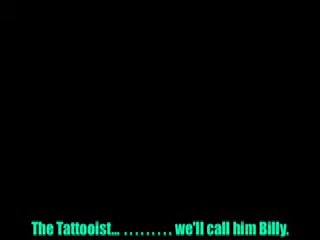 The Tattooist... . . . . . . . . . we'll call him Billy.